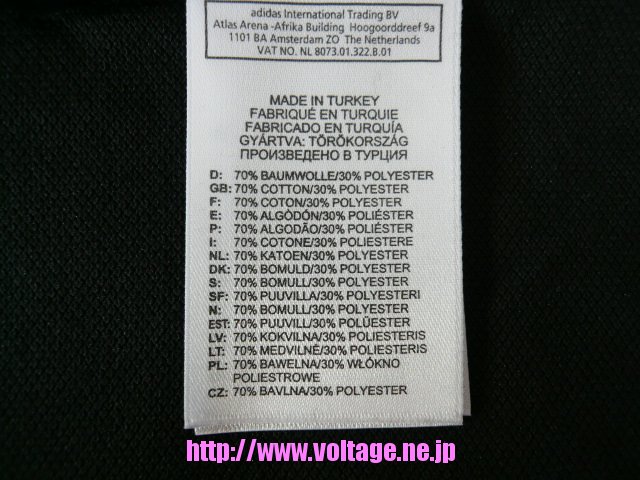 adidas International Trading BV
Atlas Arena -Afrika Building Hoogoorddreef 9a
1101 BA Amsterdam ZO The Netherlands
VAT NO. NL 8073.01.322.B.01
MADE IN TURKEY
FABRIQUÉ EN TURQUIE
FABRICADO EN TURQUÍA
GYÁRTVA: TÖRÖKORSZÁG
ПРОИЗВЕДЕНО В ТУРЦИЯ
D: 70% BAUMWOLLE/30% POLYESTER
GB: 70% COTTON/30% POLYESTER
F: 70% COTON/30% POLYESTER
E: 70% ALGÓDÓN/30% POLIÉSTER
P: 70% ALGODÃO/30% POLIÉSTER
I: 70% COTONE/30% POLIESTERE
NL: 70% KATOEN/30% POLYESTER
DK: 70% BOMULD/30% POLYESTER
S: 70% BOMULL/30% POLYESTER
SF: 70% PUUVILLA/30% POLYESTERI
N: 70% BOMULL/30% POLYESTER
EST: 70% PUUVILL/30% POLÜESTER
LV: 70% KOKVILNA/30% POLIESTERIS
LT: 70% MEDVILNĖ/30% POLIESTERIS
PL: 70% BAWELNA/30% WŁÓKNO
POLIESTROWE
CZ: 70% BAVLNA/30% POLYESTER
http://www.voltage.ne.jp